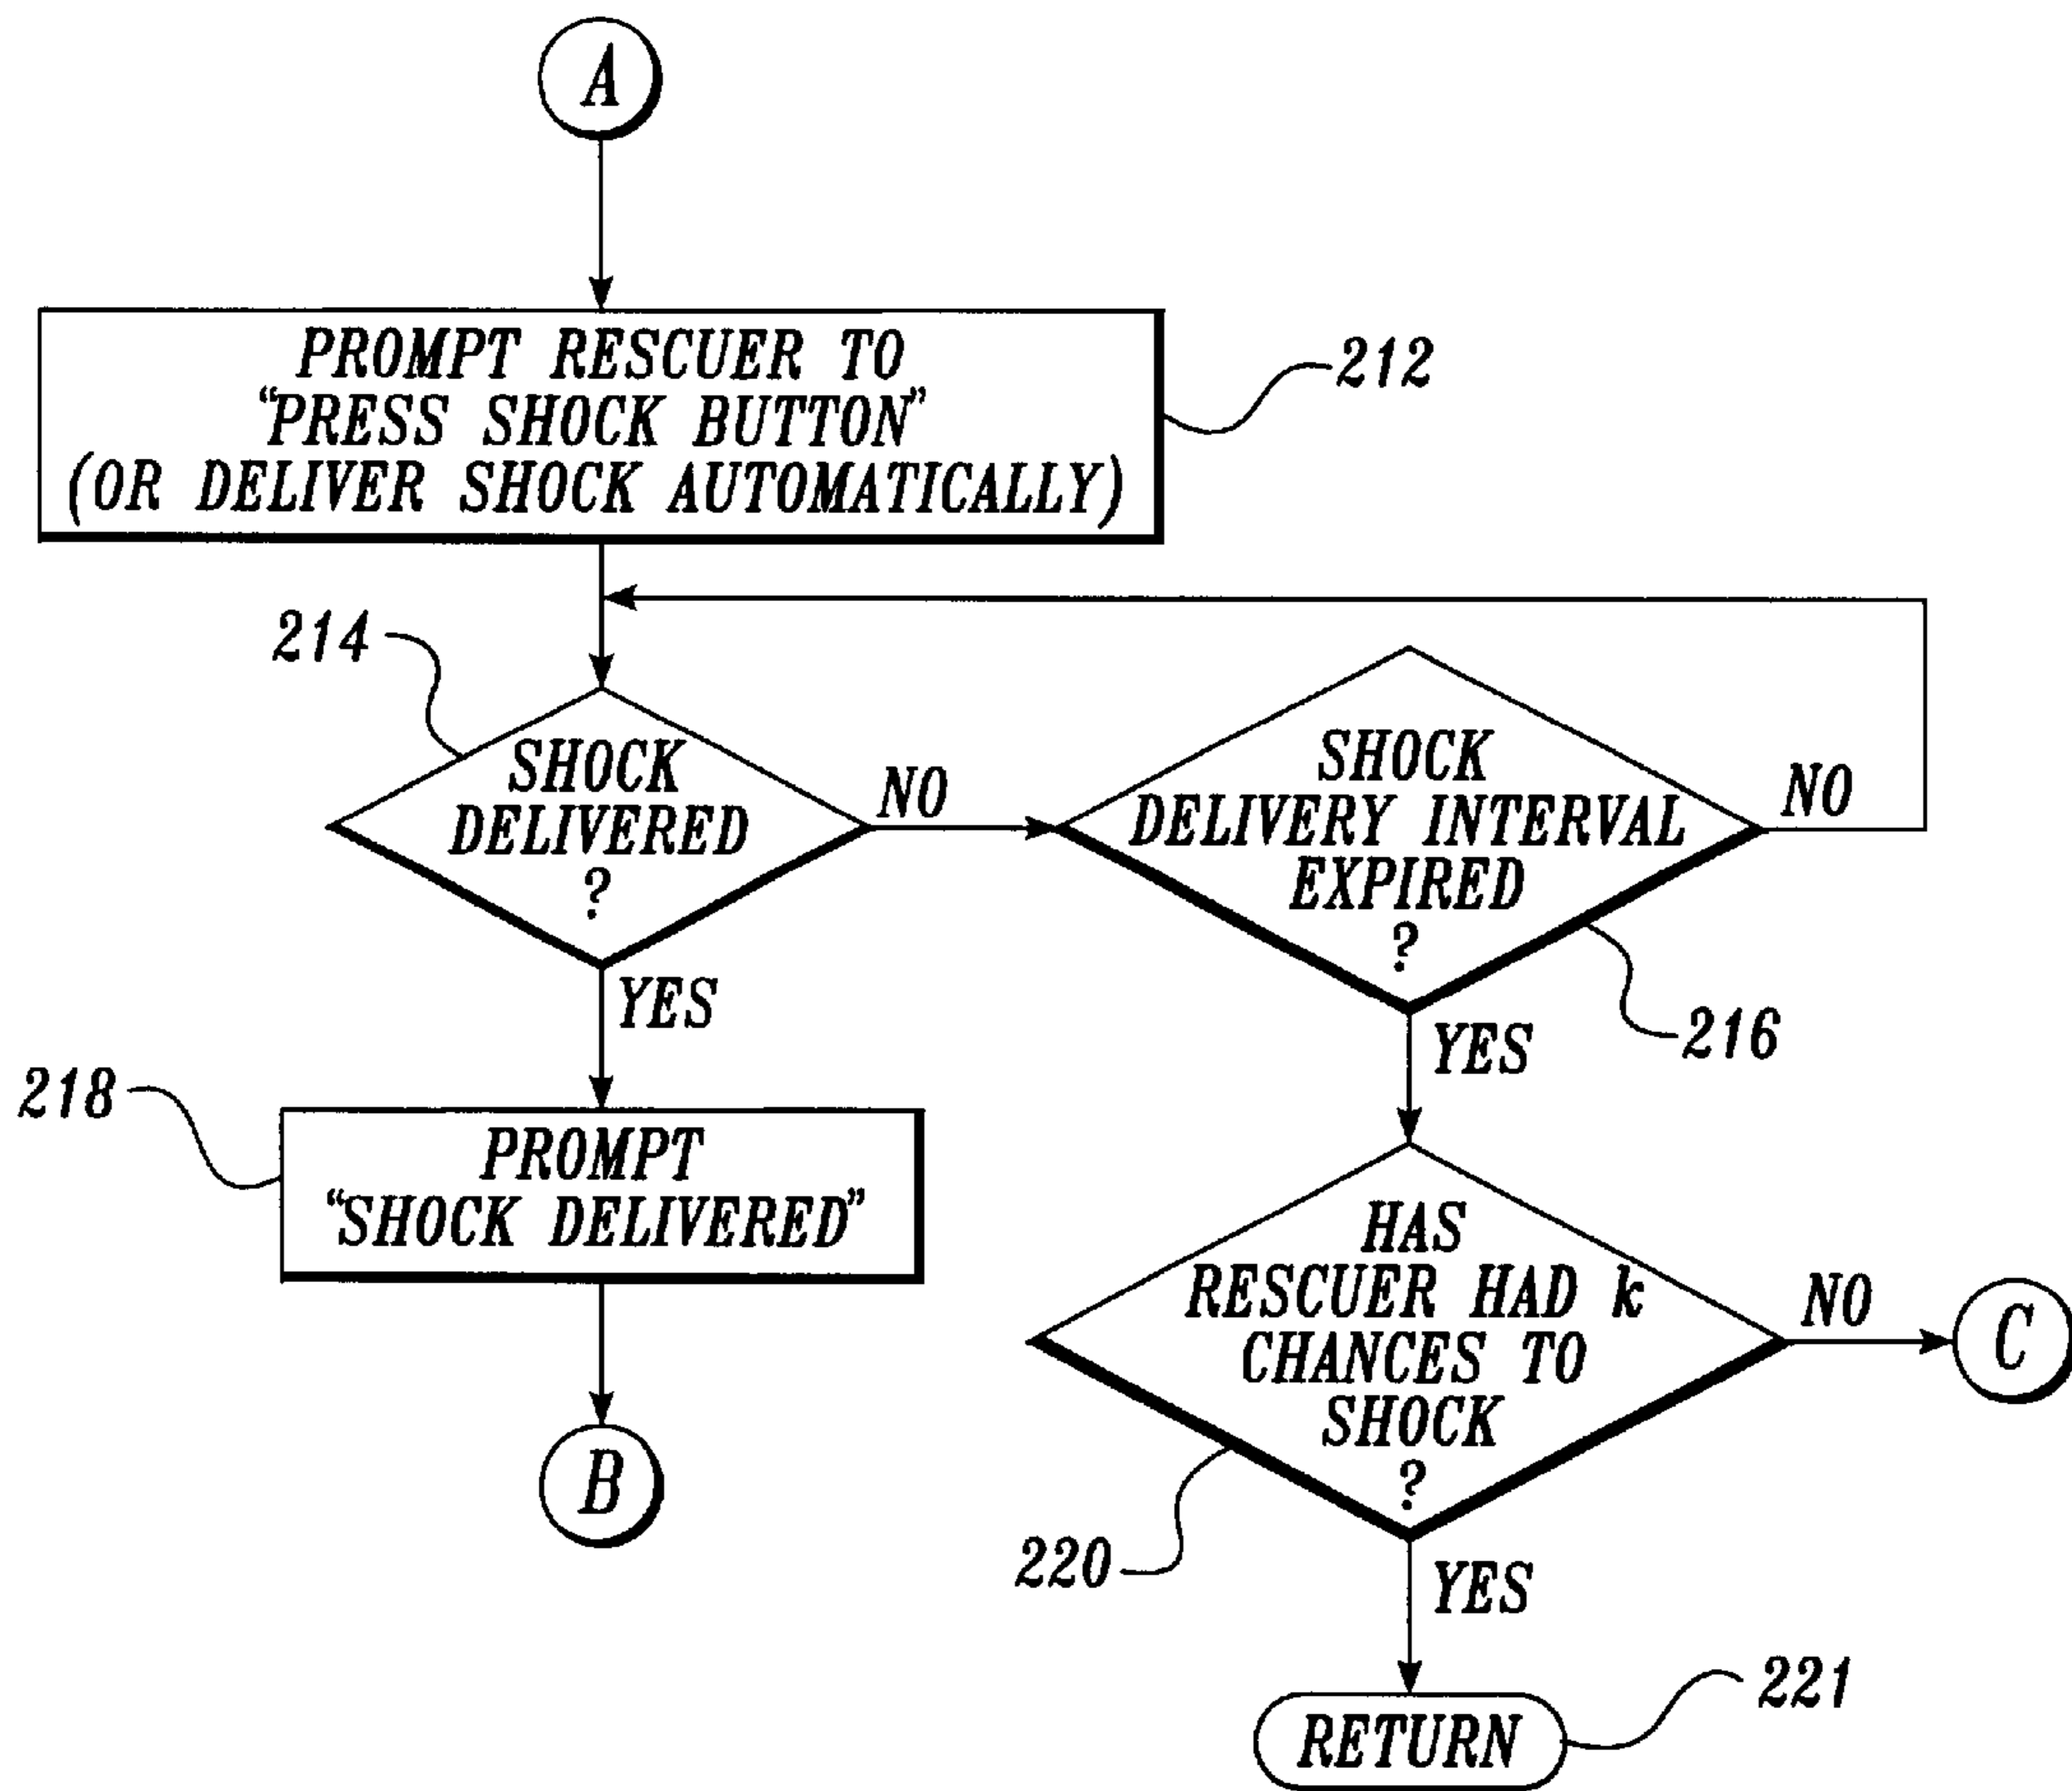 A
PROMPT RESCUER TO
“PRESS SHOCK BUTTON”
(OR DELIVER SHOCK AUTOMATICALLY)
212
214
SHOCK
DELIVERED
?
NO
SHOCK
DELIVERY INTERVAL
EXPIRED
?
NO
216
YES
YES
218
PROMPT
“SHOCK DELIVERED”
B
HAS
RESCUER HAD k
CHANCES TO
SHOCK
?
NO
C
220
YES
RETURN
221